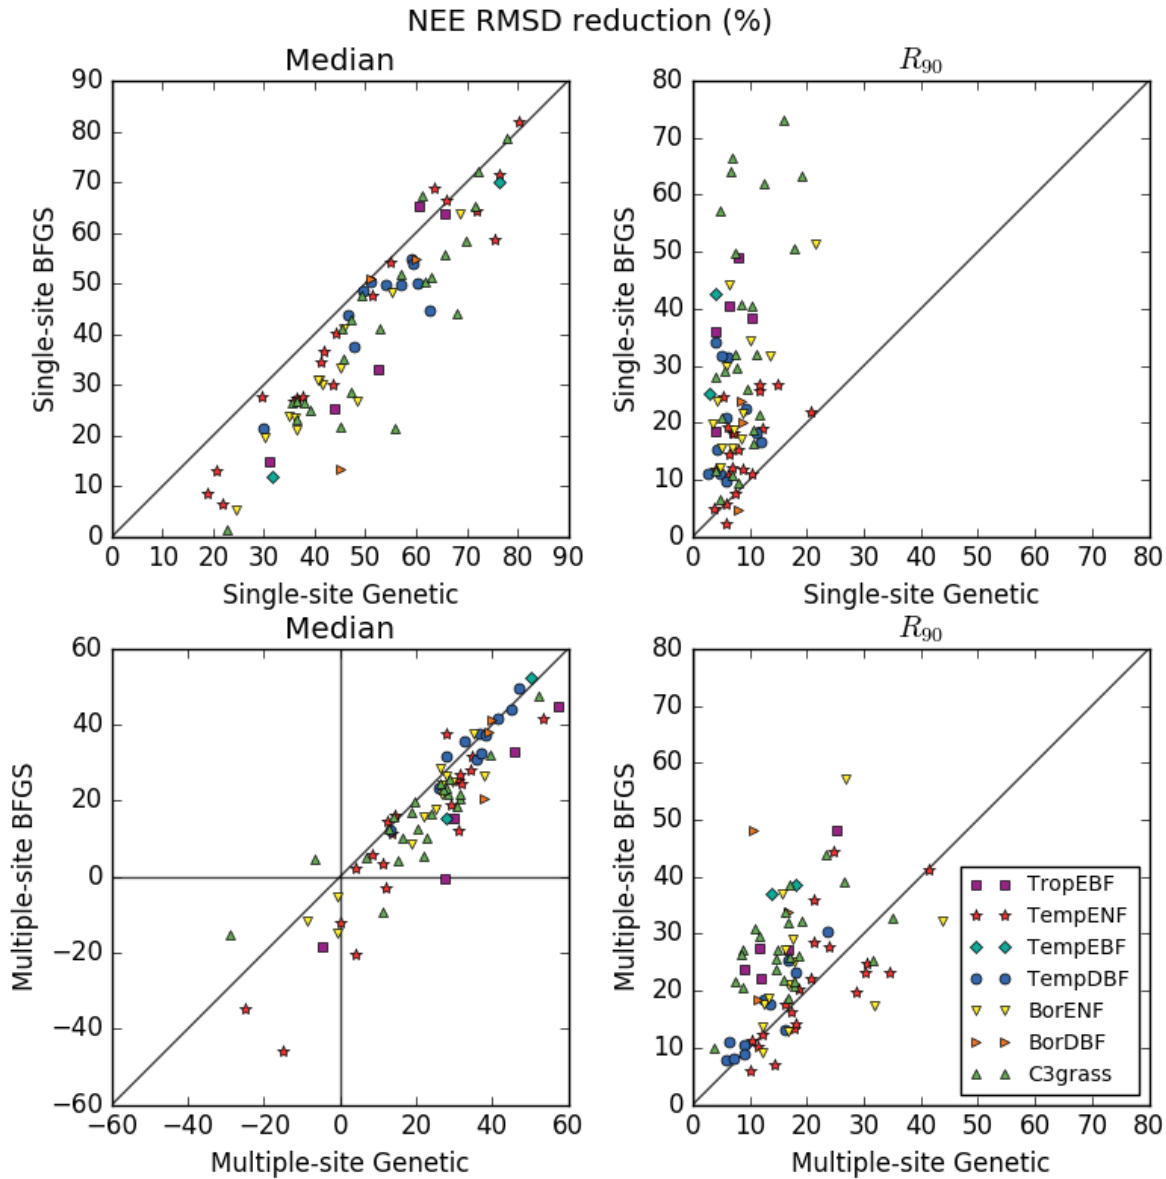 NEE RMSD reduction (%)
Median
90
80
70
60
50
40
30
20
10
0
Single-site BFGS
0 10 20 30 40 50 60 70 80 90
Single-site Genetic
R90
80
70
60
50
40
30
20
10
0
Single-site BFGS
0 10 20 30 40 50 60 70 80
Single-site Genetic
Median
60
40
20
0
−20
−40
−60
Multiple-site BFGS
−60 −40 −20 0 20 40 60
Multiple-site Genetic
R90
80
70
60
50
40
30
20
10
0
Multiple-site BFGS
0 10 20 30 40 50 60 70 80
Multiple-site Genetic
TropEBF
TempENF
TempEBF
TempDBF
BorENF
BorDBF
C3grass